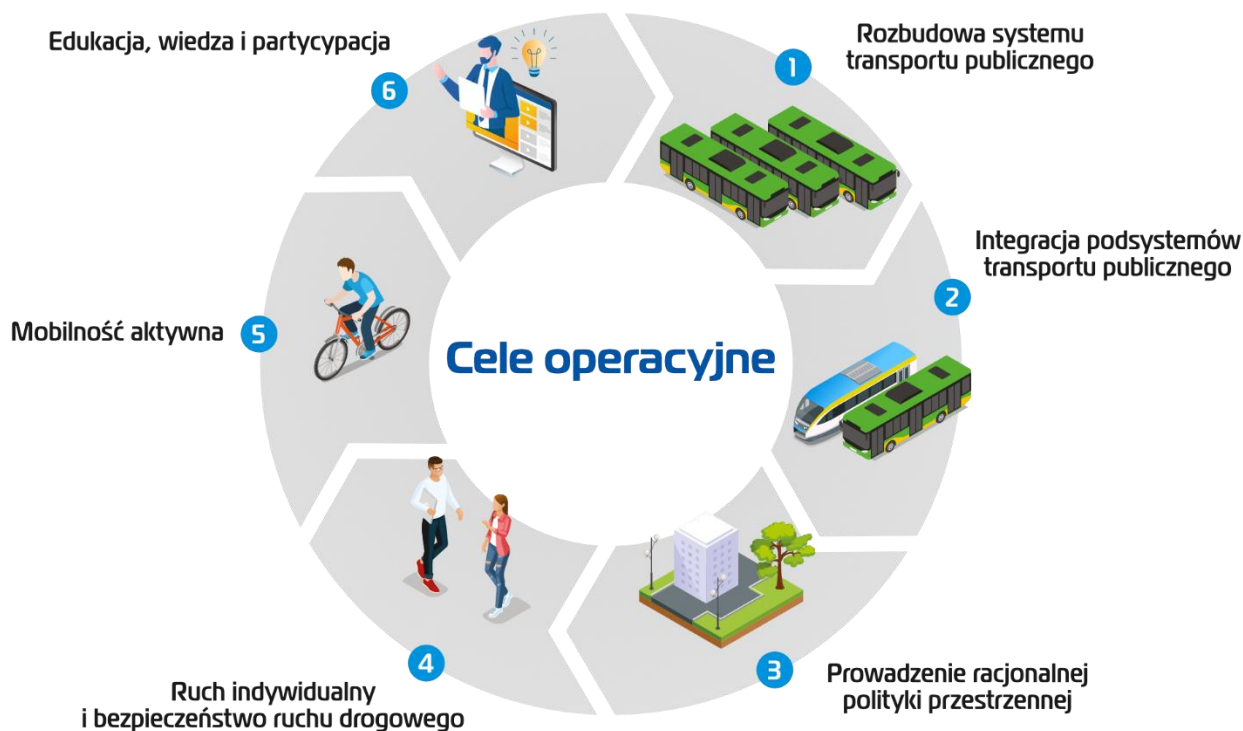 Cele operacyjne
1
Rozbudowa systemu
transportu publicznego
2
Integracja podsystemów
transportu publicznego
3
Prowadzenie racjonalnej
polityki przestrzennej
4
Ruch indywidualny
i bezpieczeństwo ruchu drogowego
5
Mobilność aktywna
6
Edukacja, wiedza i partycypacja